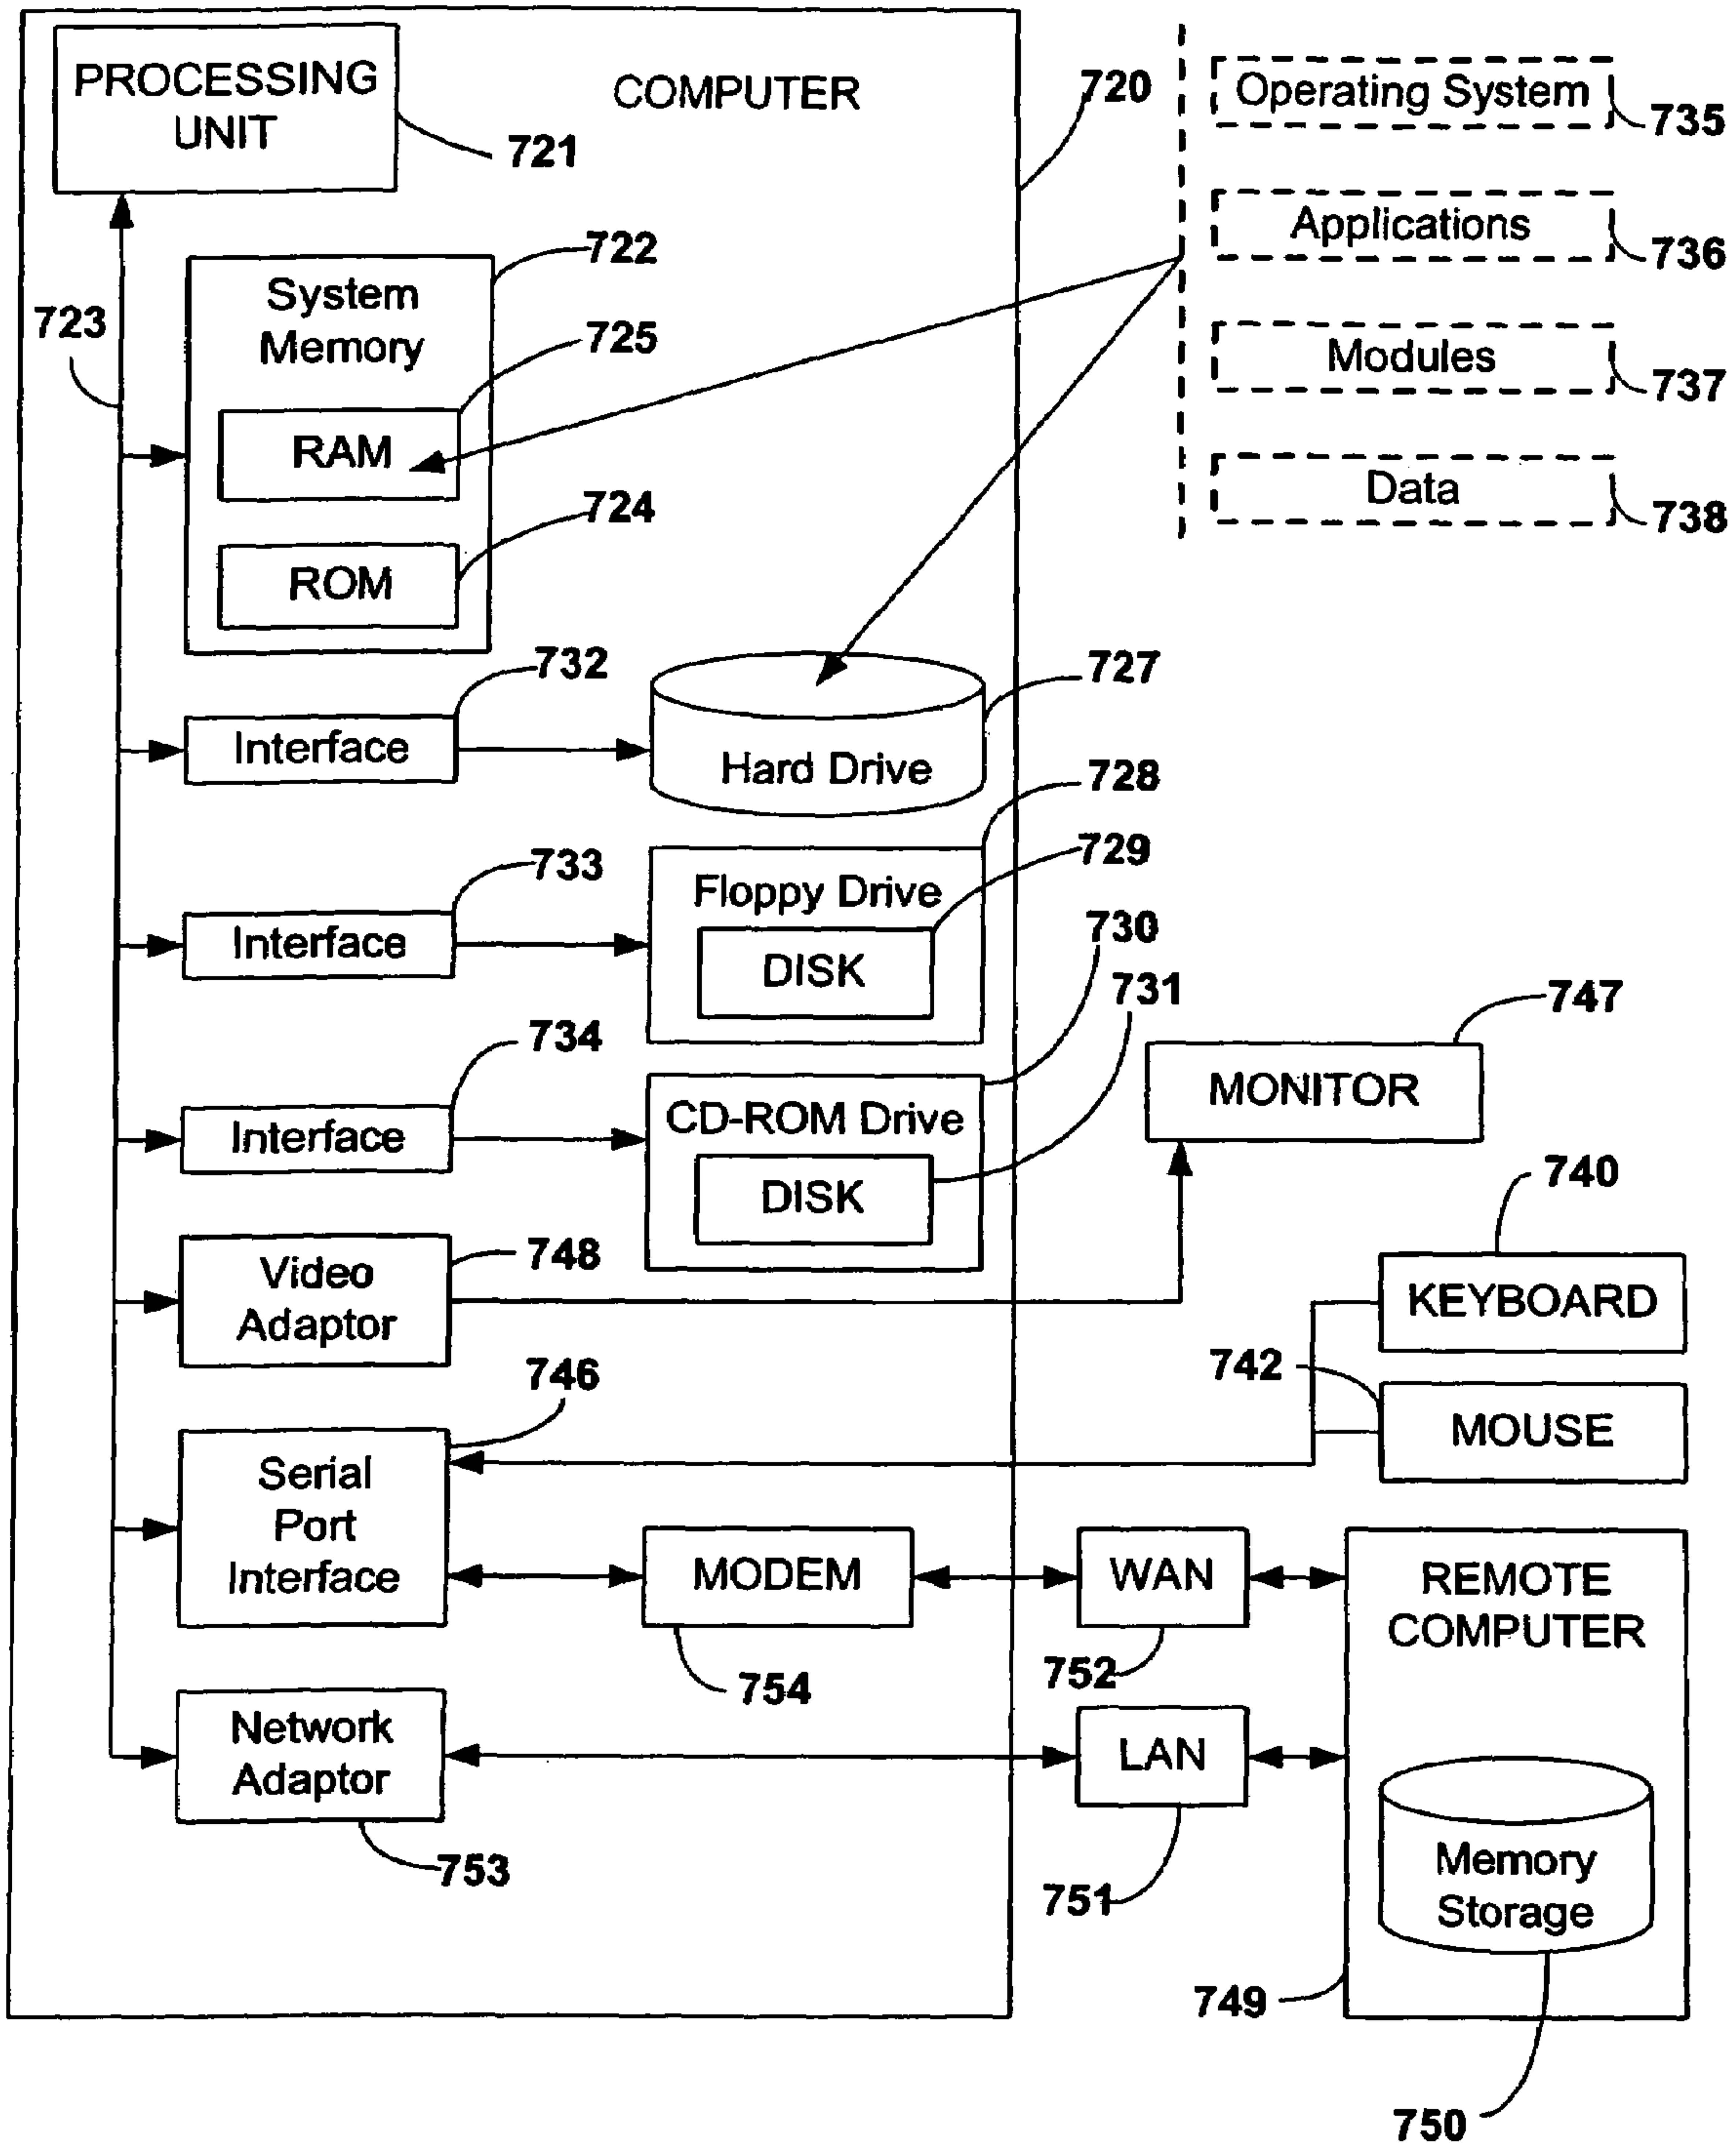 PROCESSING
UNIT
721
COMPUTER
720
Operating System
735
Applications
736
Modules
737
Data
738
723
722
System
Memory
725
RAM
724
ROM
732
Interface
727
Hard Drive
733
Interface
728
729
Floppy Drive
DISK
734
Interface
730
731
CD-ROM Drive
DISK
747
MONITOR
748
Video
Adaptor
740
KEYBOARD
742
MOUSE
746
Serial
Port
Interface
MODEM
754
WAN
752
REMOTE
COMPUTER
Network
Adaptor
753
LAN
751
Memory
Storage
749
750